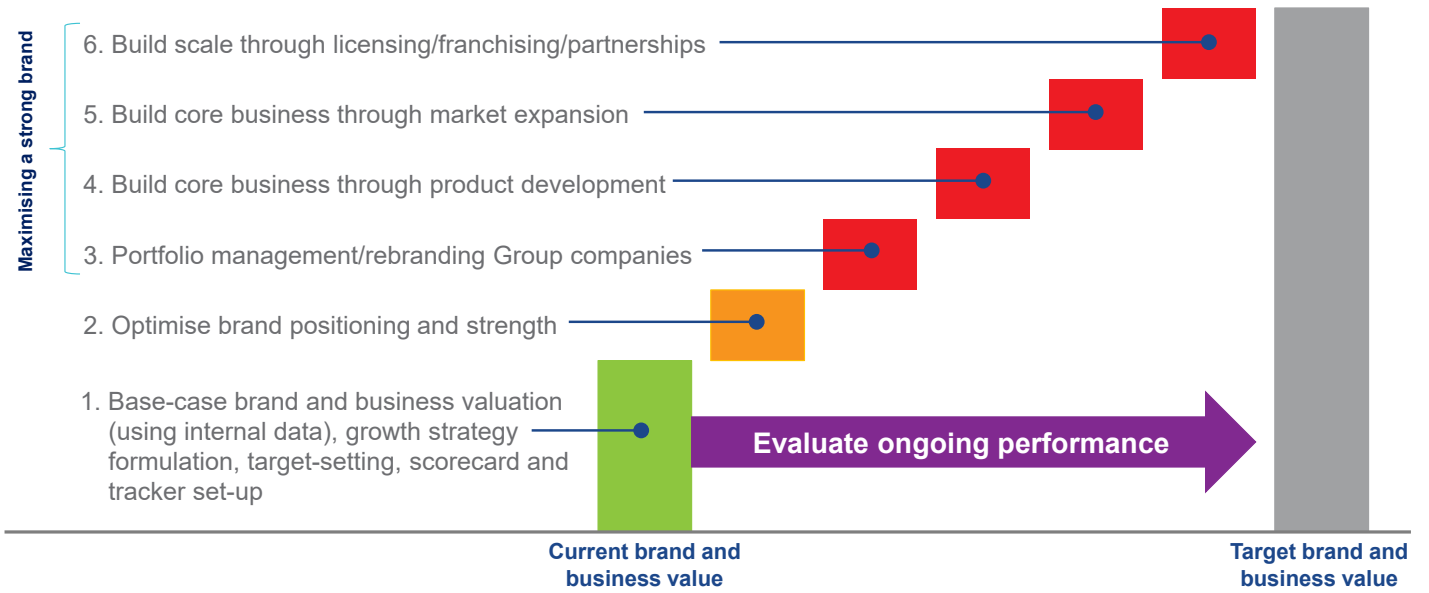 Maximising a strong brand
6. Build scale through licensing/franchising/partnerships
5. Build core business through market expansion
4. Build core business through product development
3. Portfolio management/rebranding Group companies
2. Optimise brand positioning and strength
1. Base-case brand and business valuation
(using internal data), growth strategy
formulation, target-setting, scorecard and
tracker set-up
Evaluate ongoing performance
Current brand and
business value
Target brand and
business value